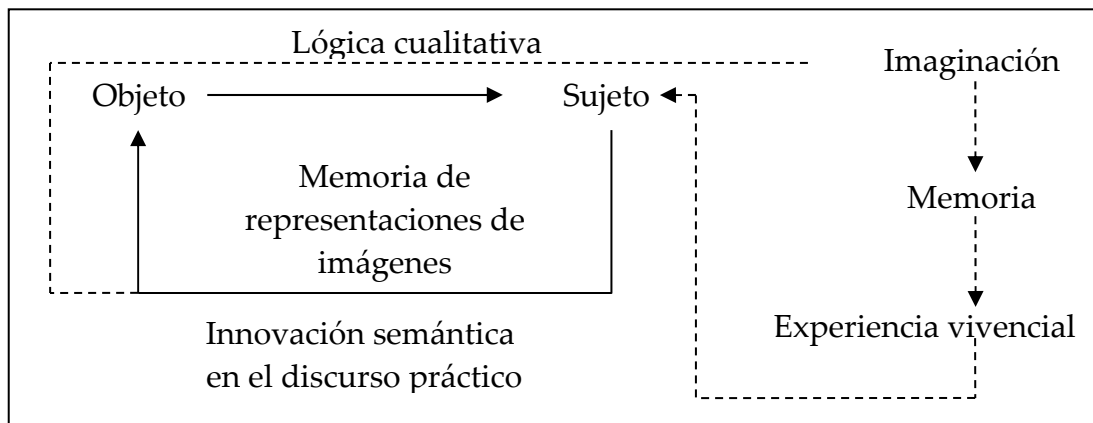 Lógica cualitativa
Imaginación
Objeto
Sujeto
Memoria de
representaciones de
imágenes
Memoria
Experiencia vivencial
Innovación semántica
en el discurso práctico